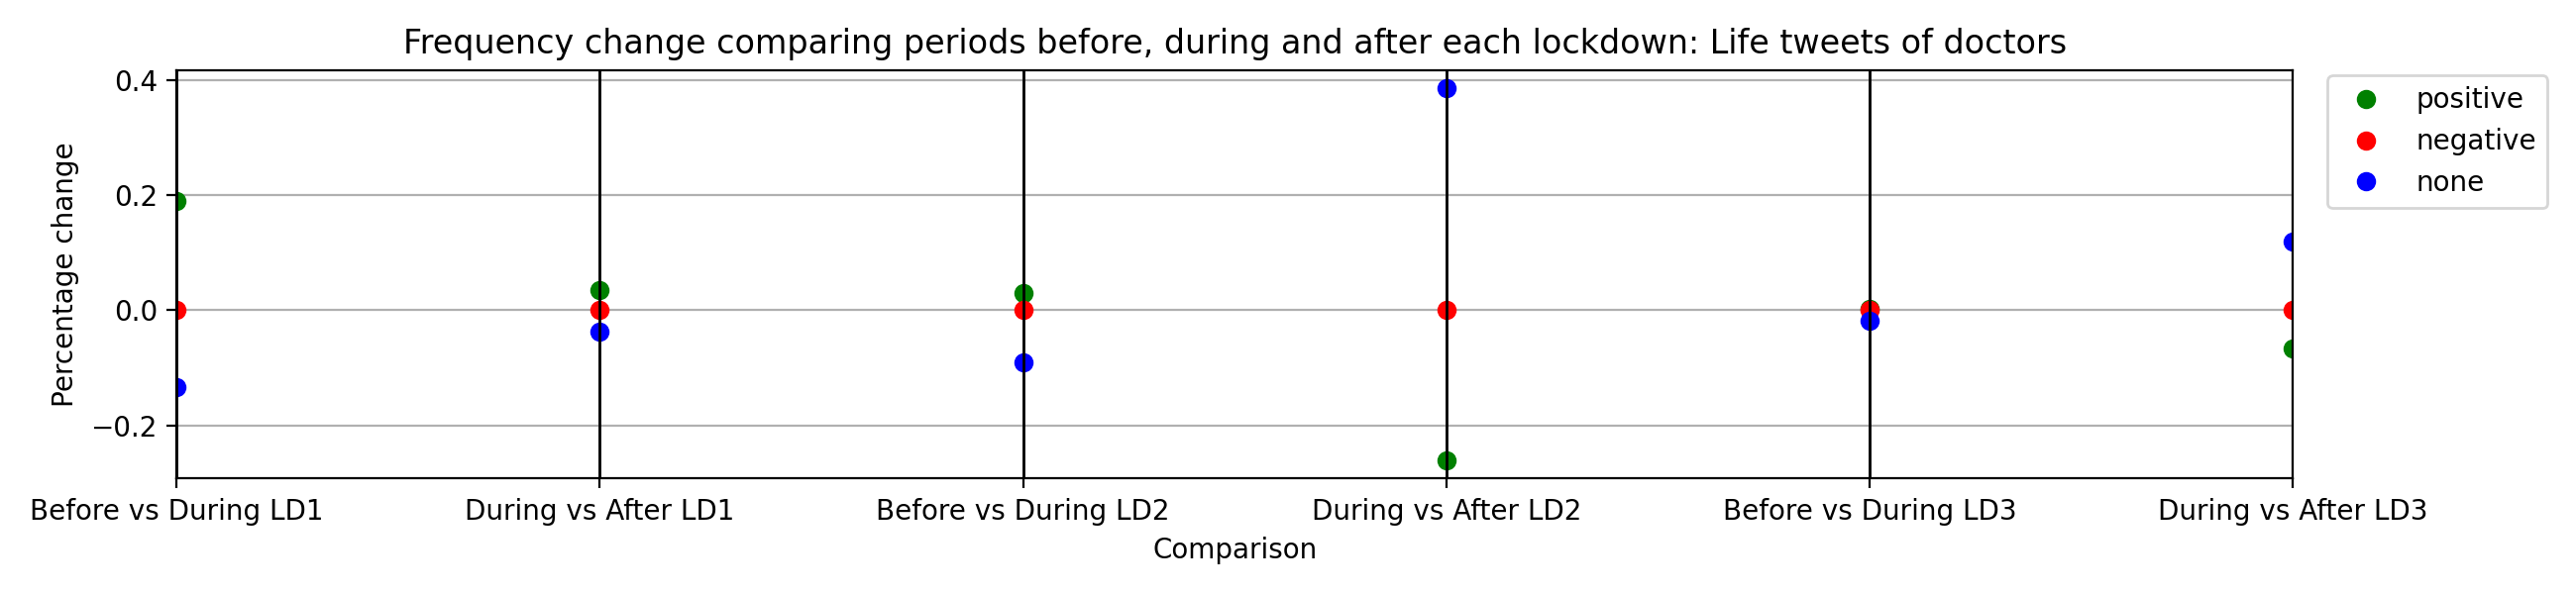 Frequency change comparing periods before, during and after each lockdown: Life tweets of doctors
Percentage change
0.4
0.2
0.0
−0.2
positive
negative
none
Before vs During LD1
During vs After LD1
Before vs During LD2
During vs After LD2
Before vs During LD3
During vs After LD3
Comparison